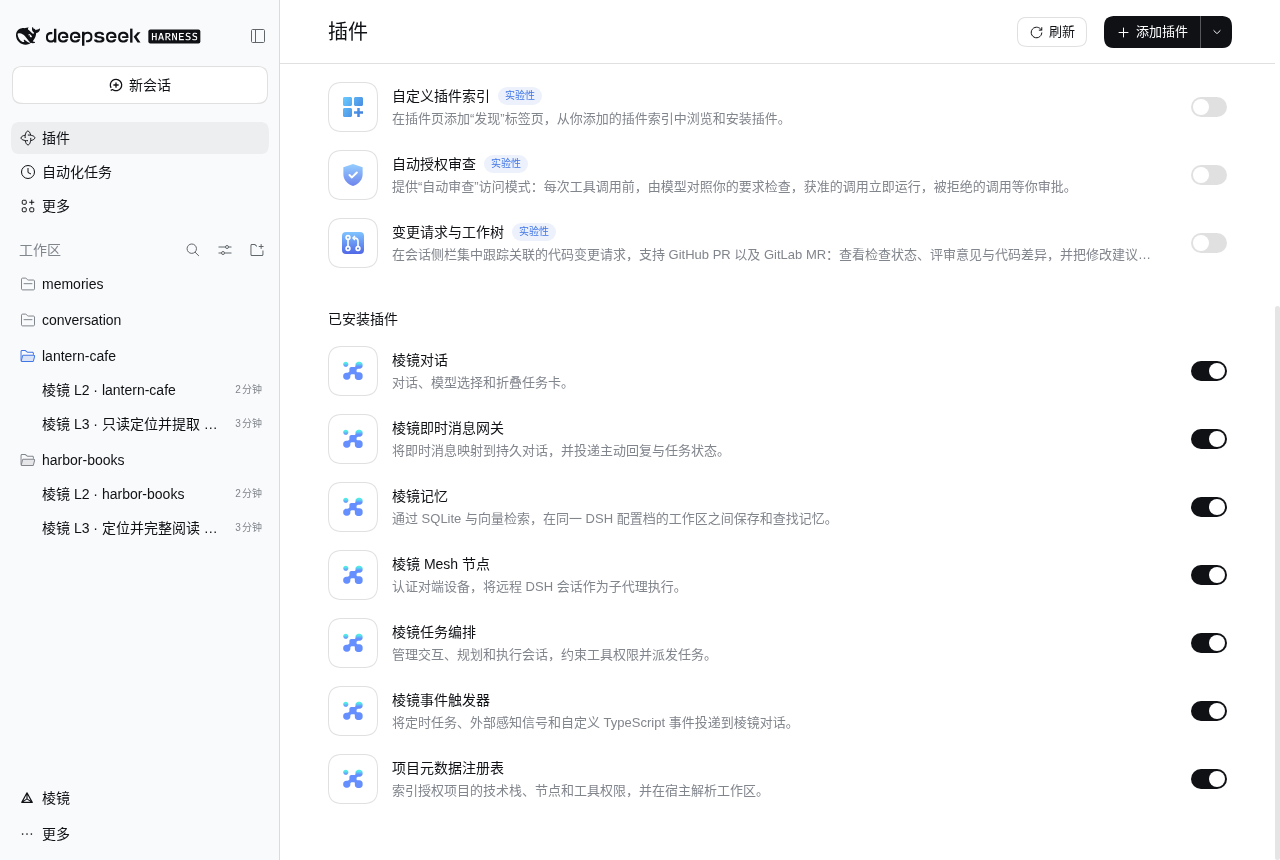 deepseek HARNESS
新会话
插件
自动化任务
更多
工作区
memories
conversation
lantern-cafe
棱镜 L2 · lantern-cafe 2分钟
棱镜 L3 · 只读定位并提取 … 3分钟
harbor-books
棱镜 L2 · harbor-books 2分钟
棱镜 L3 · 定位并完整阅读 … 3分钟
棱镜
更多
插件
刷新
添加插件
自定义插件索引 实验性
在插件页添加“发现”标签页，从你添加的插件索引中浏览和安装插件。
自动授权审查 实验性
提供“自动审查”访问模式：每次工具调用前，由模型对照你的要求检查，获准的调用立即运行，被拒绝的调用等你审批。
变更请求与工作树 实验性
在会话侧栏集中跟踪关联的代码变更请求，支持 GitHub PR 以及 GitLab MR：查看检查状态、评审意见与代码差异，并把修改建议…
已安装插件
棱镜对话
对话、模型选择和折叠任务卡。
棱镜即时消息网关
将即时消息映射到持久对话，并投递主动回复与任务状态。
棱镜记忆
通过 SQLite 与向量检索，在同一 DSH 配置档的工作区之间保存和查找记忆。
棱镜 Mesh 节点
认证对端设备，将远程 DSH 会话作为子代理执行。
棱镜任务编排
管理交互、规划和执行会话，约束工具权限并派发任务。
棱镜事件触发器
将定时任务、外部感知信号和自定义 TypeScript 事件投递到棱镜对话。
项目元数据注册表
索引授权项目的技术栈、节点和工具权限，并在宿主解析工作区。